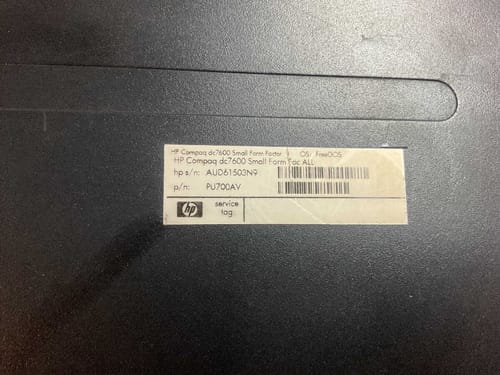 HP Compaq dc7600 Small Form Factor OS: FreeDOS
HP Compaq dc7600 Small Form Fac ALL
hp s/n: AUD61503N9
p/n: PU700AV
hp service
tag: